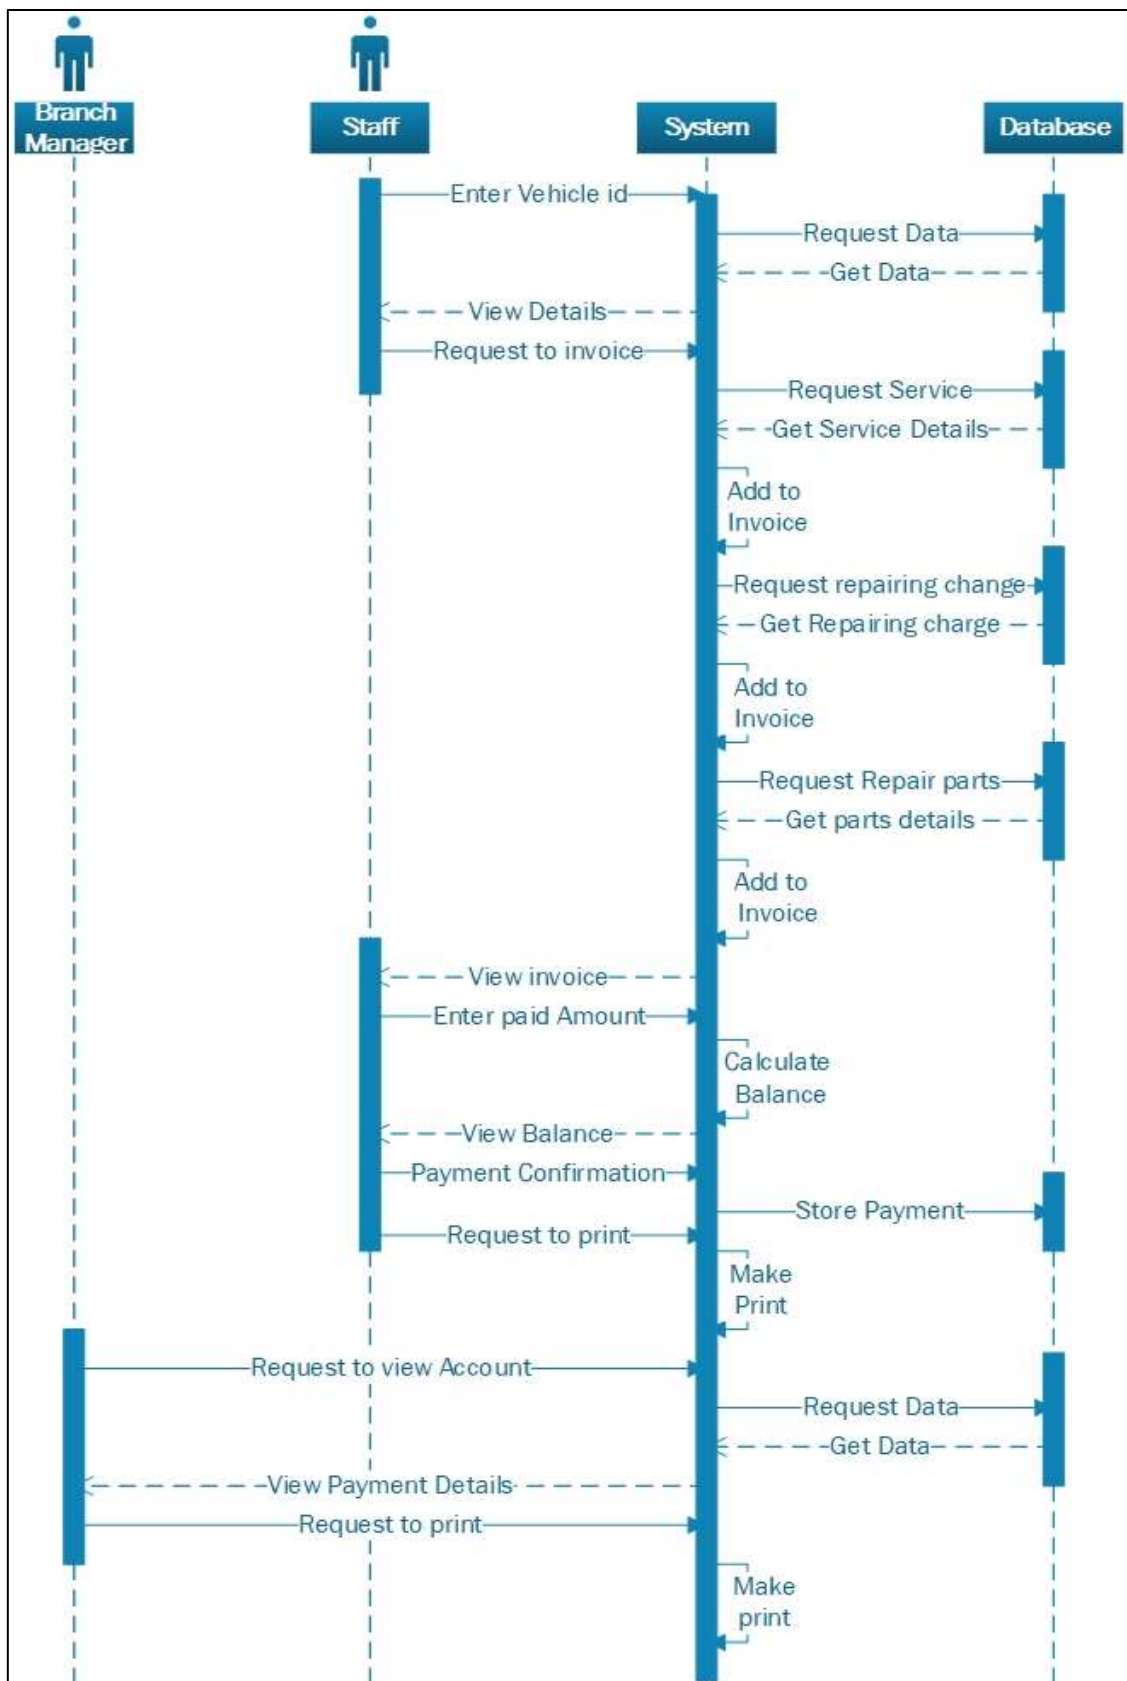 Branch
Manager
Staff
System
Database
Enter Vehicle id
Request Data
Get Data
View Details
Request to invoice
Request Service
Get Service Details
Add to
Invoice
Request repairing change
Get Repairing charge
Add to
Invoice
Request Repair parts
Get parts details
Add to
Invoice
View invoice
Enter paid Amount
Calculate
Balance
View Balance
Payment Confirmation
Store Payment
Request to print
Make
Print
Request to view Account
Request Data
Get Data
View Payment Details
Request to print
Make
print